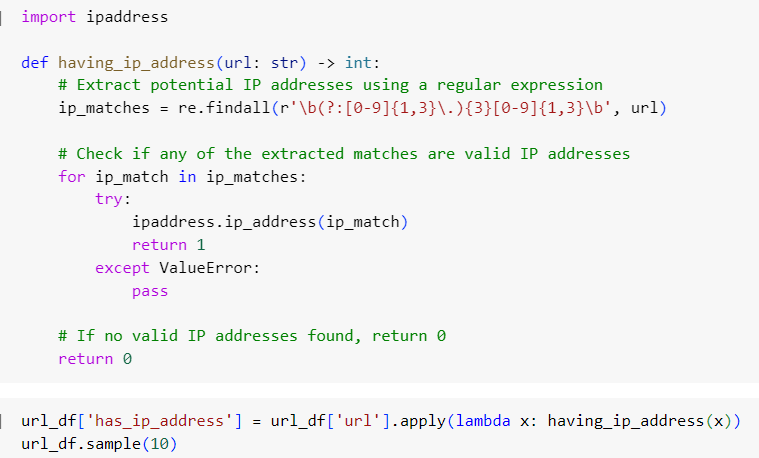 import ipaddress

def having_ip_address(url: str) -> int:
    # Extract potential IP addresses using a regular expression
    ip_matches = re.findall(r'\b(?:[0-9]{1,3}\.){3}[0-9]{1,3}\b', url)

    # Check if any of the extracted matches are valid IP addresses
    for ip_match in ip_matches:
        try:
            ipaddress.ip_address(ip_match)
            return 1
        except ValueError:
            pass

    # If no valid IP addresses found, return 0
    return 0

url_df['has_ip_address'] = url_df['url'].apply(lambda x: having_ip_address(x))
url_df.sample(10)